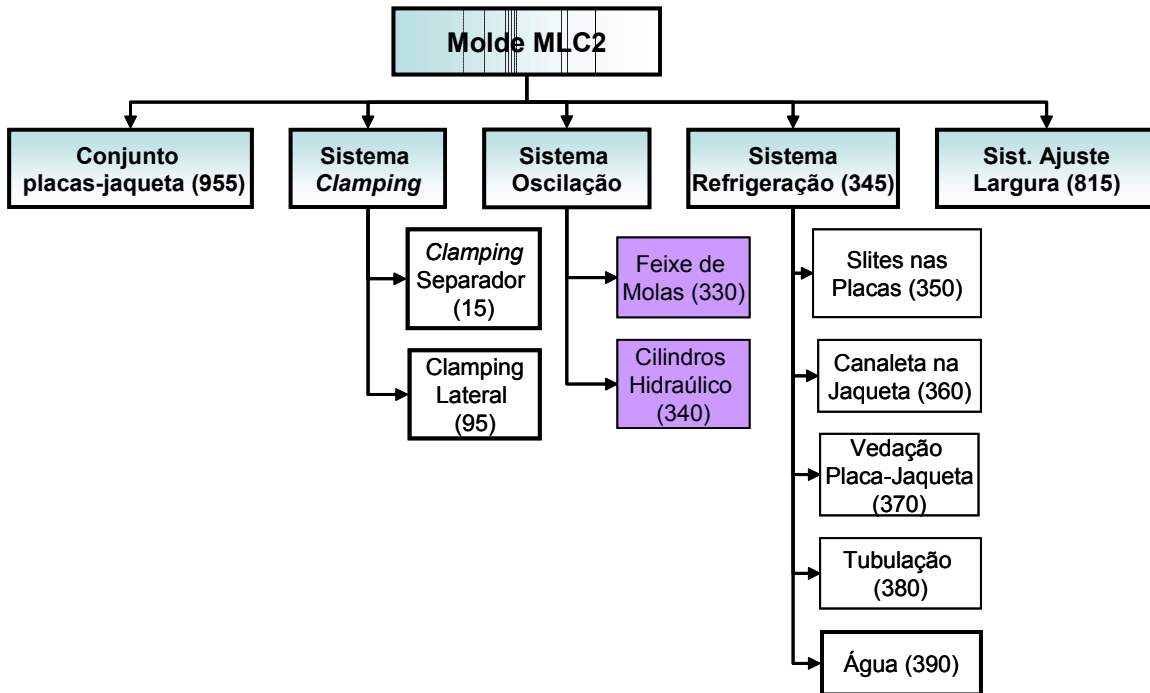 Molde MLC2
Conjunto
placas-jaqueta (955)
Sistema
Clamping
Sistema
Oscilação
Sistema
Refrigeração (345)
Sist. Ajuste
Largura (815)
Clamping
Separador
(15)
Clamping
Lateral
(95)
Feixe de
Molas (330)
Cilindros
Hidraúlico
(340)
Slites nas
Placas (350)
Canaleta na
Jaqueta (360)
Vedação
Placa-Jaqueta
(370)
Tubulação
(380)
Água (390)